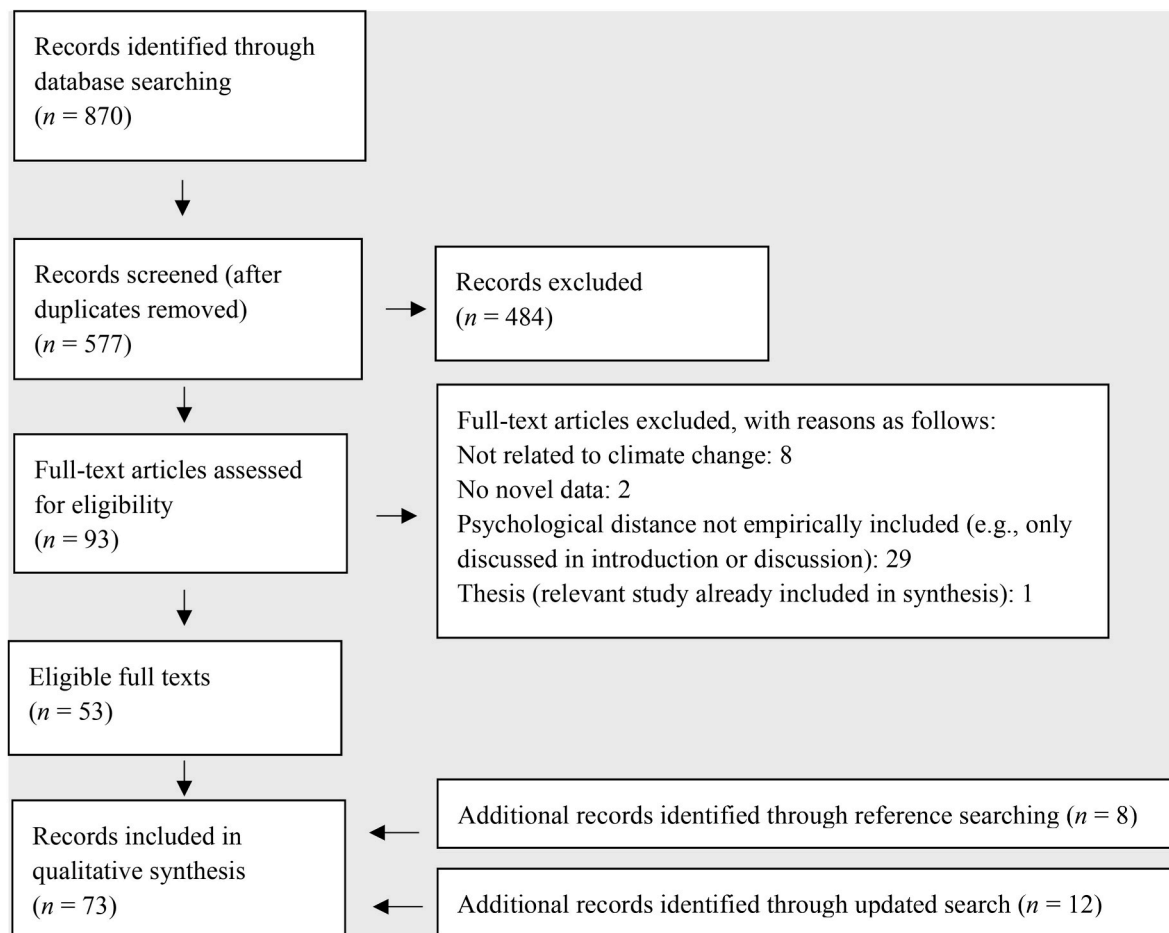 Records identified through
database searching
(n = 870)
Records screened (after
duplicates removed)
(n = 577)
Records excluded
(n = 484)
Full-text articles assessed
for eligibility
(n = 93)
Full-text articles excluded, with reasons as follows:
Not related to climate change: 8
No novel data: 2
Psychological distance not empirically included (e.g., only
discussed in introduction or discussion): 29
Thesis (relevant study already included in synthesis): 1
Eligible full texts
(n = 53)
Records included in
qualitative synthesis
(n = 73)
Additional records identified through reference searching (n = 8)
Additional records identified through updated search (n = 12)